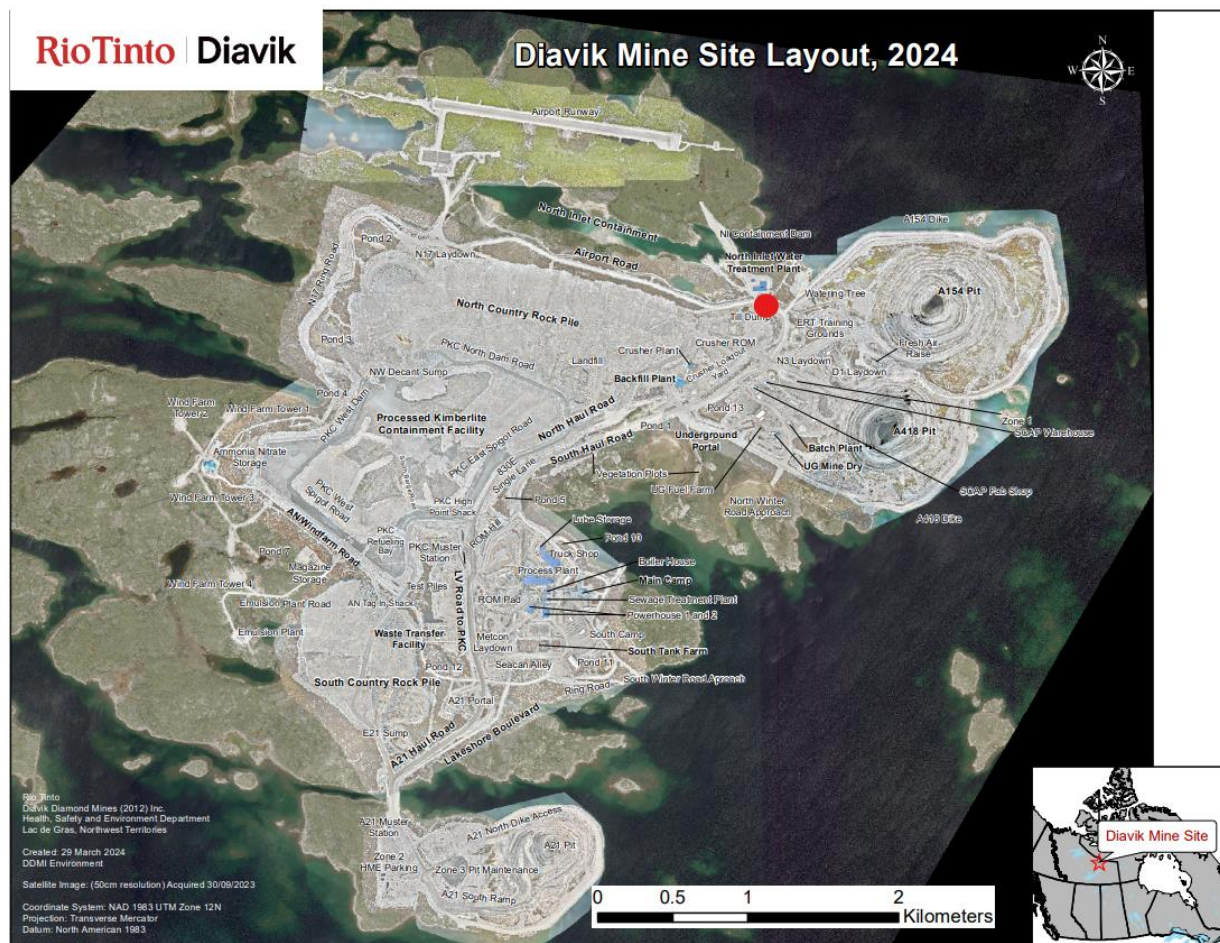 RioTinto | Diavik
Diavik Mine Site Layout, 2024
N
W E
S
Airport Runway
North Inlet Containment
NI Containment Dam
A154 Dike
Pond 2
N17 Laydown
Airport Road
North Inlet Water
Treatment Plant
N17 Ring Road
Watering Tree
A154 Pit
North Country Rock Pile
Till Dump
ERT Training
Grounds
Pond 3
PKC North Dam Road
Crusher ROM
Crusher Plant
Fresh Air
Raise
Landfill
Crusher Loadout
Yard
N3 Laydown
NW Decant Sump
Backfill Plant
D1 Laydown
Pond 4
Wind Farm
Tower 2
Wind Farm Tower 1
PKC West Dam
Processed Kimberlite
Containment Facility
North Haul Road
Pond 13
Pond 1
Zone 1
SCAP Warehouse
A418 Pit
South Haul Road
Underground
Portal
Batch Plant
UG Mine Dry
PKC East Spigot Road
Ammonia Nitrate
Storage
830E
Single Lane
Vegetation Plots
UG Fuel Farm
SCAP Fab Shop
Wind Farm Tower 3
PKC West
Spigot Road
PKC High
Point Shack
Pond 5
North Winter
Road Approach
A418 Dike
AN/Windfarm Road
PKC
Refueling
Bay
ROM Hill
Lube Storage
Pond 10
PKC Muster
Station
Truck Shop
Pond 7
Magazine
Storage
Process Plant
Boiler House
Wind Farm Tower 4
Test Piles
LV Road to PKC
Main Camp
Emulsion Plant Road
AN Tag In Shack
ROM Pad
Sewage Treatment Plant
Powerhouse 1 and 2
Emulsion Plant
Waste Transfer
Facility
Metcon
Laydown
South Camp
South Tank Farm
Pond 12
Seacan Alley
Pond 11
South Country Rock Pile
South Winter Road Aproach
Ring Road
A21 Portal
E21 Sump
A21 Haul Road
Lakeshore Boulevard
A21 Muster
Station
A21 North Dike Access
A21 Pit
Zone 2
HME Parking
Zone 3 Pit Maintenance
A21 South Ramp
Rio Tinto
Diavik Diamond Mines (2012) Inc.
Health, Safety and Environment Department
Lac de Gras, Northwest Territories
Created: 29 March 2024
DDMI Environment
Satellite Image: (50cm resolution) Acquired 30/09/2023
Coordinate System: NAD 1983 UTM Zone 12N
Projection: Transverse Mercator
Datum: North American 1983
0 0.5 1 2
Kilometers
Diavik Mine Site